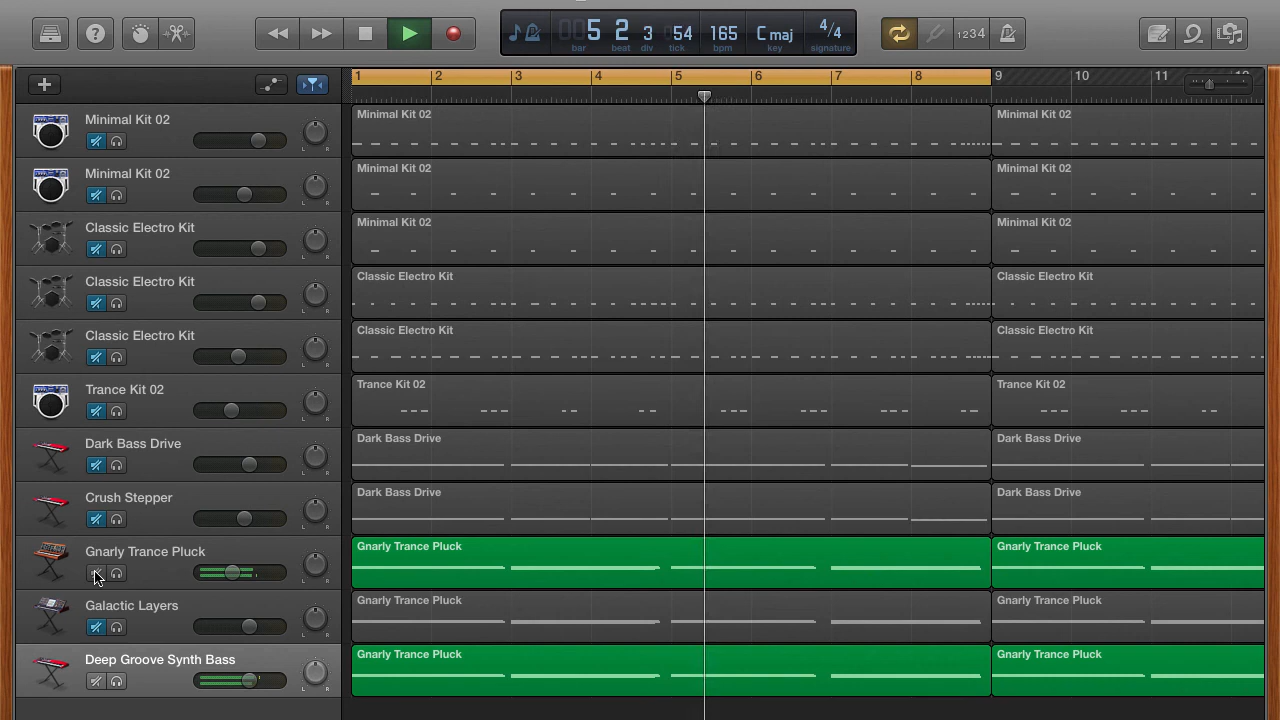 ? 1234
5 2 3 54 165 C maj 4/4
bar beat div tick bpm key signature
1 2 3 4 5 6 7 8 9 10 11
Minimal Kit 02 L R Minimal Kit 02 Minimal Kit 02
Minimal Kit 02 L R Minimal Kit 02 Minimal Kit 02
Classic Electro Kit L R Minimal Kit 02 Minimal Kit 02
Classic Electro Kit L R Classic Electro Kit Classic Electro Kit
Classic Electro Kit L R Classic Electro Kit Classic Electro Kit
Trance Kit 02 L R Trance Kit 02 Trance Kit 02
Dark Bass Drive L R Dark Bass Drive Dark Bass Drive
Crush Stepper L R Dark Bass Drive Dark Bass Drive
Gnarly Trance Pluck L R Gnarly Trance Pluck Gnarly Trance Pluck
Galactic Layers L R Gnarly Trance Pluck Gnarly Trance Pluck
Deep Groove Synth Bass L R Gnarly Trance Pluck Gnarly Trance Pluck